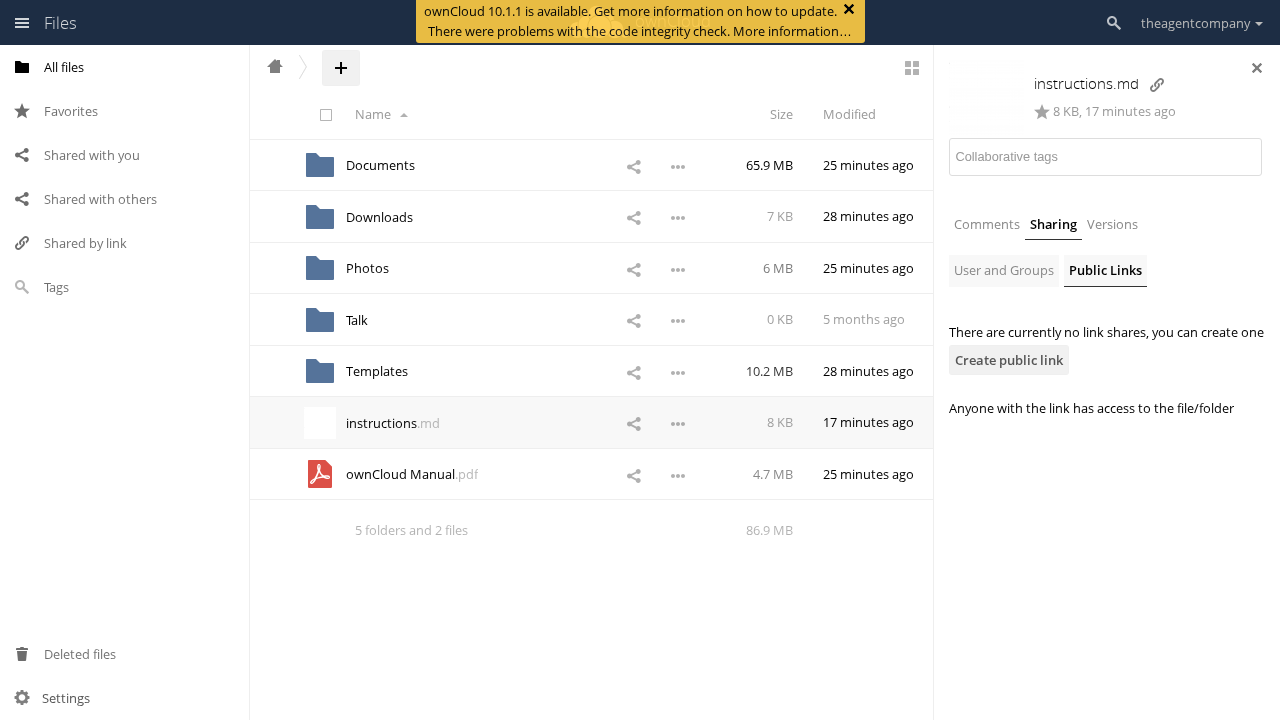 Files
ownCloud 10.1.1 is available. Get more information on how to update.
There were problems with the code integrity check. More information…
theagentcompany
All files
Favorites
Shared with you
Shared with others
Shared by link
Tags
Deleted files
Settings
Name Size Modified
Documents 65.9 MB 25 minutes ago
Downloads 7 KB 28 minutes ago
Photos 6 MB 25 minutes ago
Talk 0 KB 5 months ago
Templates 10.2 MB 28 minutes ago
instructions.md 8 KB 17 minutes ago
ownCloud Manual.pdf 4.7 MB 25 minutes ago
5 folders and 2 files 86.9 MB
instructions.md
8 KB, 17 minutes ago
Collaborative tags
Comments Sharing Versions
User and Groups Public Links
There are currently no link shares, you can create one
Create public link
Anyone with the link has access to the file/folder